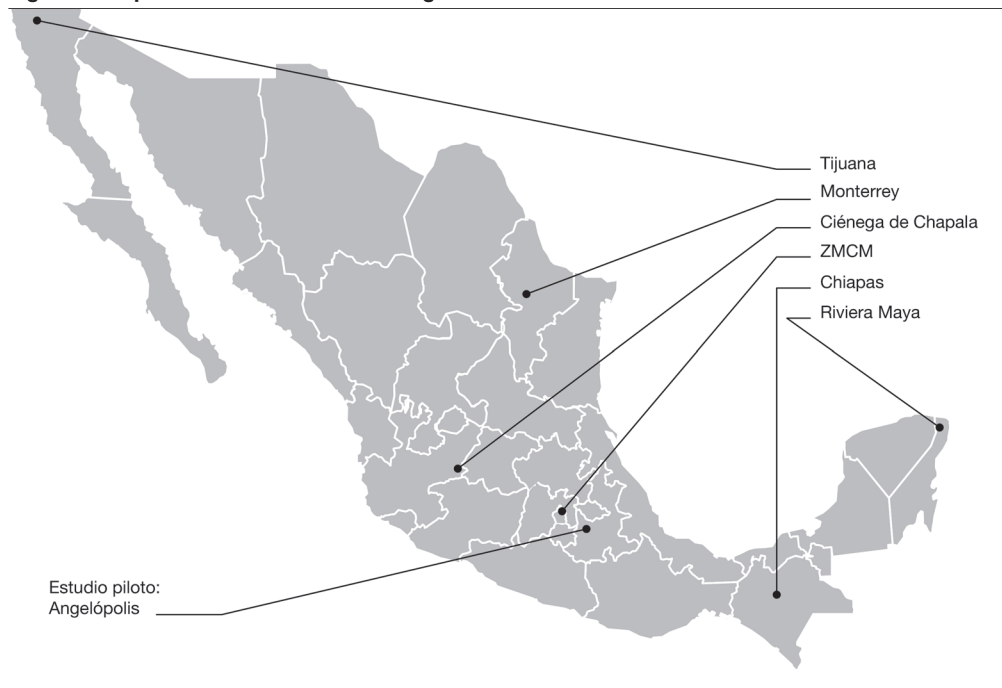 Tijuana
Monterrey
Ciénega de Chapala
ZMCM
Chiapas
Riviera Maya
Estudio piloto:
Angelópolis